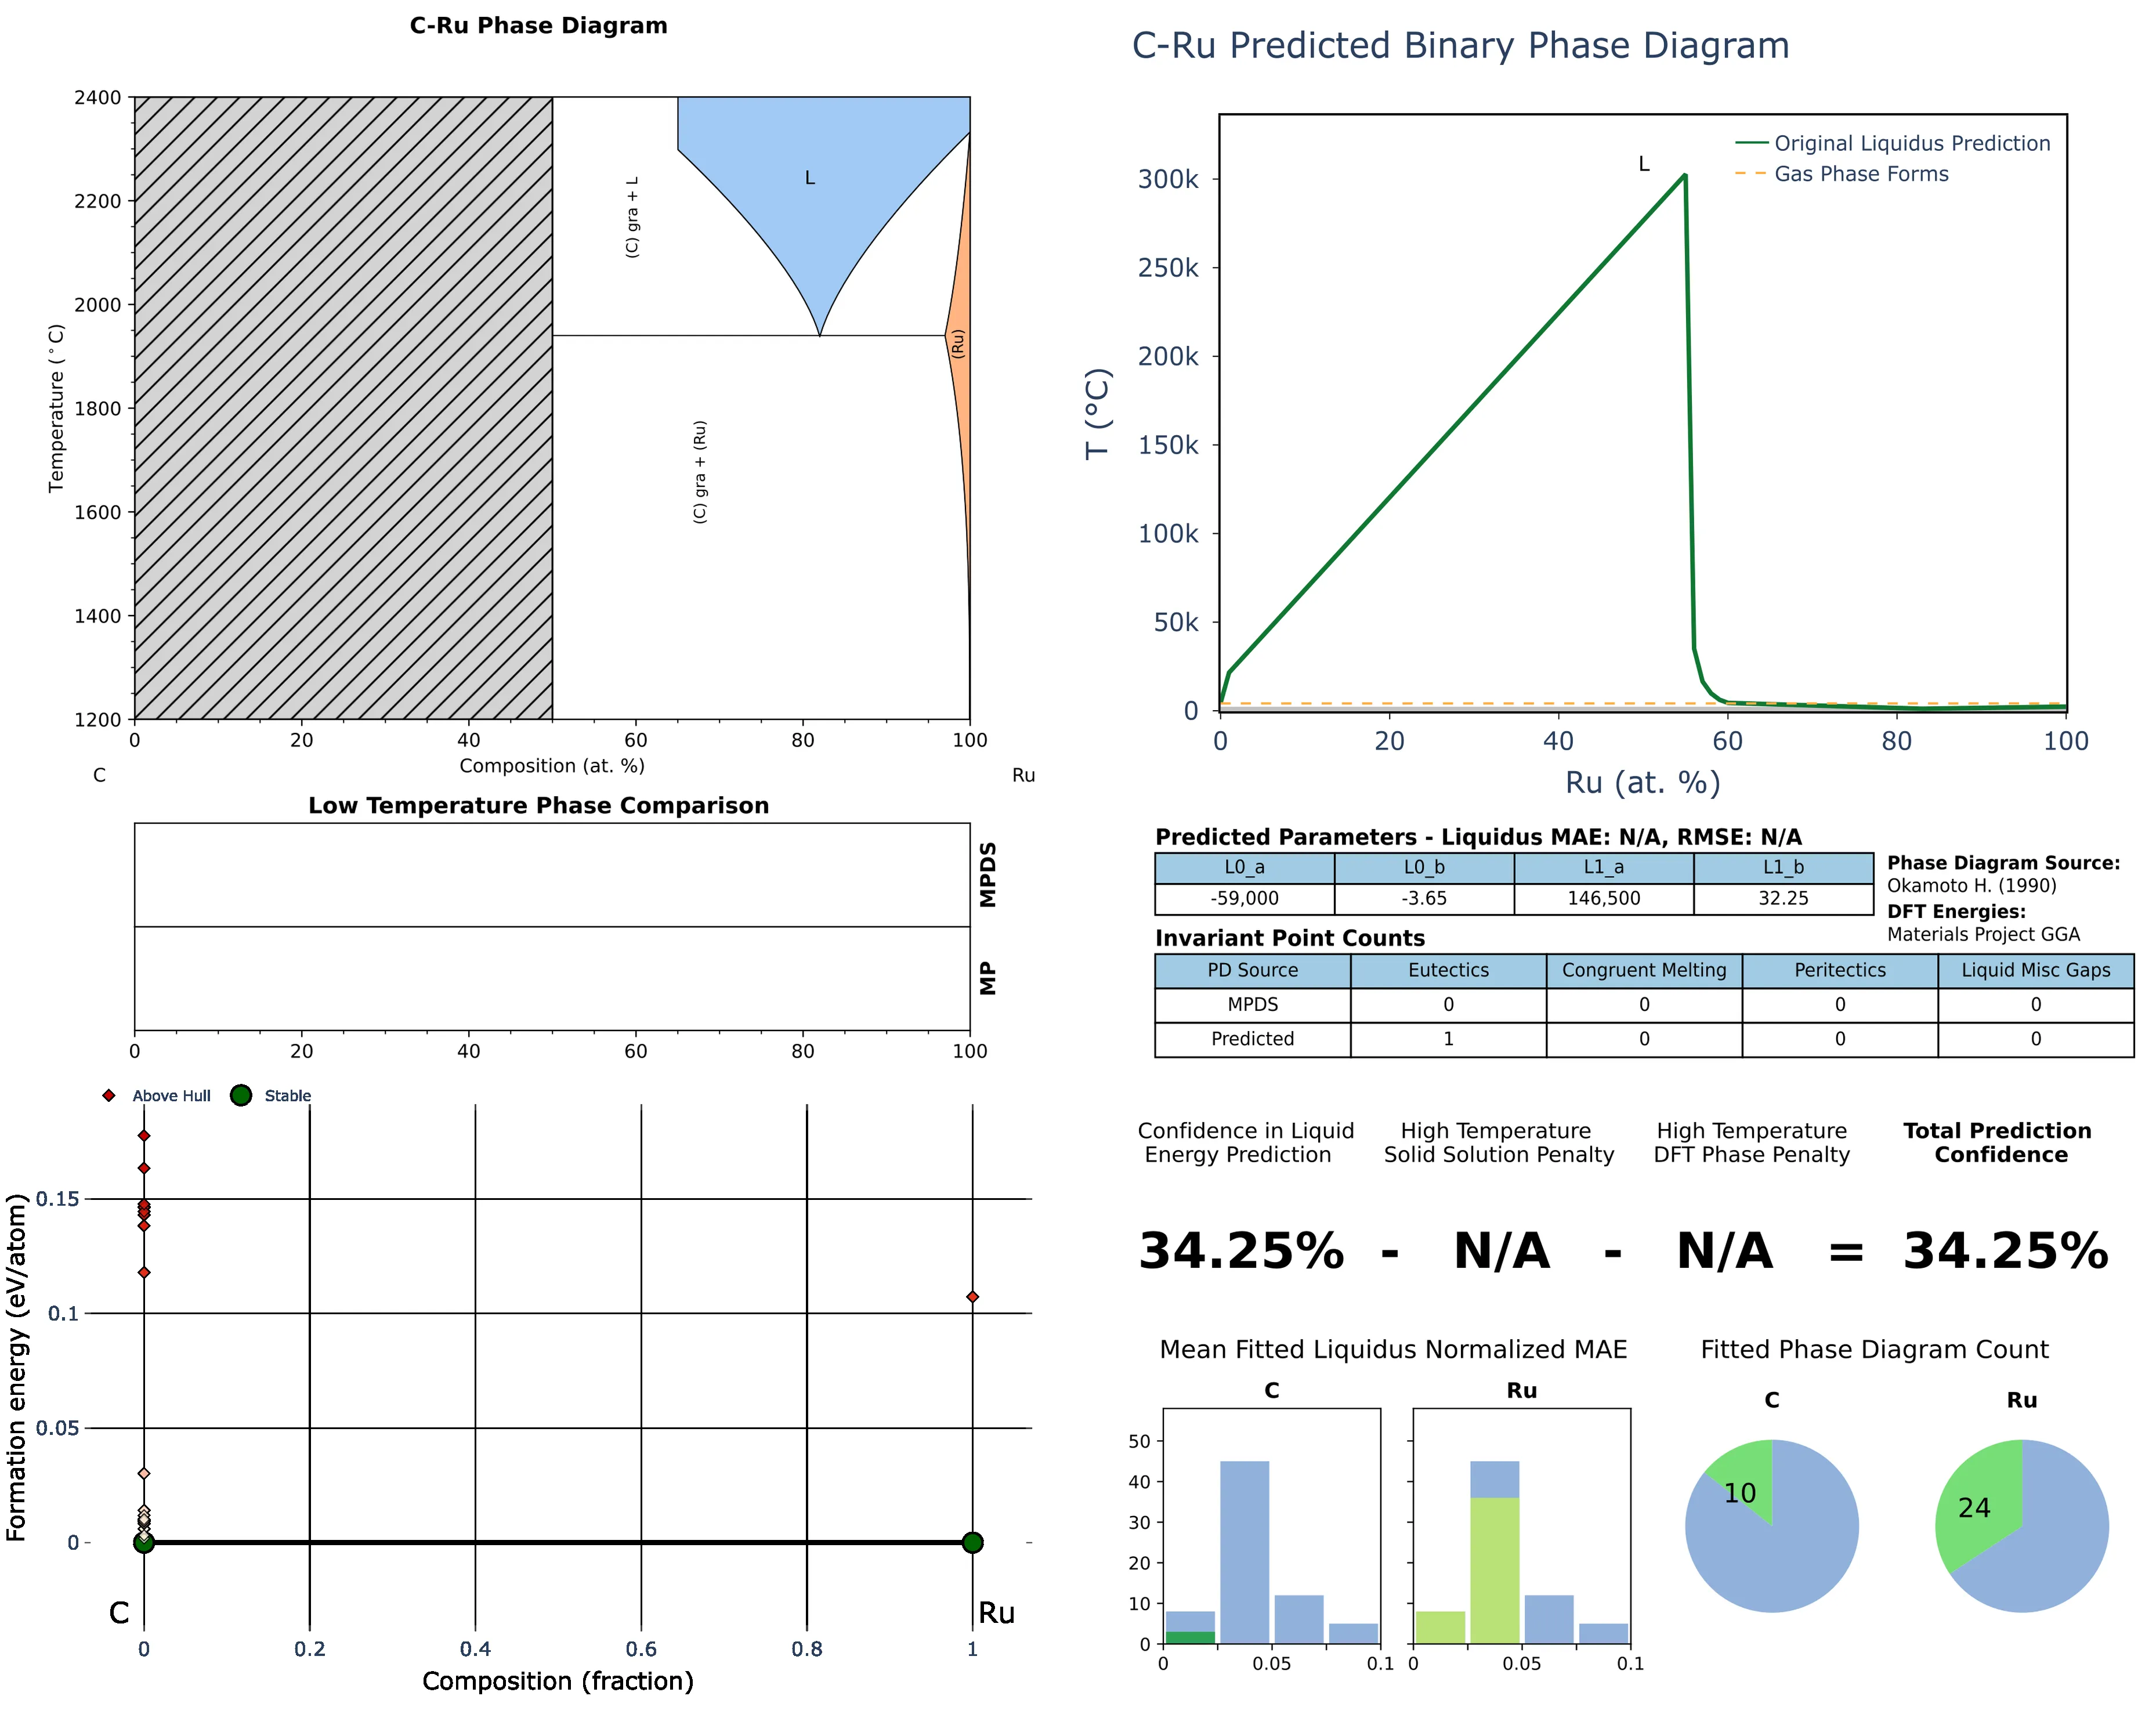 C-Ru Phase Diagram
2400
2200
2000
1800
1600
1400
1200
Temperature (°C)
(C) gra + L
L
(Ru)
(C) gra + (Ru)
0 20 40 60 80 100
Composition (at. %)
C Ru
Low Temperature Phase Comparison
MPDS
MP
0 20 40 60 80 100
Above Hull Stable
0.15
0.1
0.05
0
Formation energy (eV/atom)
C Ru
0 0.2 0.4 0.6 0.8 1
Composition (fraction)
C-Ru Predicted Binary Phase Diagram
Original Liquidus Prediction
Gas Phase Forms
L
300k
250k
200k
150k
100k
50k
0
T (°C)
0 20 40 60 80 100
Ru (at. %)
Predicted Parameters - Liquidus MAE: N/A, RMSE: N/A
L0_a L0_b L1_a L1_b
-59,000 -3.65 146,500 32.25
Phase Diagram Source:
Okamoto H. (1990)
DFT Energies:
Materials Project GGA
Invariant Point Counts
PD Source Eutectics Congruent Melting Peritectics Liquid Misc Gaps
MPDS 0 0 0 0
Predicted 1 0 0 0
Confidence in Liquid
Energy Prediction
High Temperature
Solid Solution Penalty
High Temperature
DFT Phase Penalty
Total Prediction
Confidence
34.25% - N/A - N/A = 34.25%
Mean Fitted Liquidus Normalized MAE
C Ru
50
40
30
20
10
0
0 0.05 0.1 0 0.05 0.1
Fitted Phase Diagram Count
C Ru
10 24